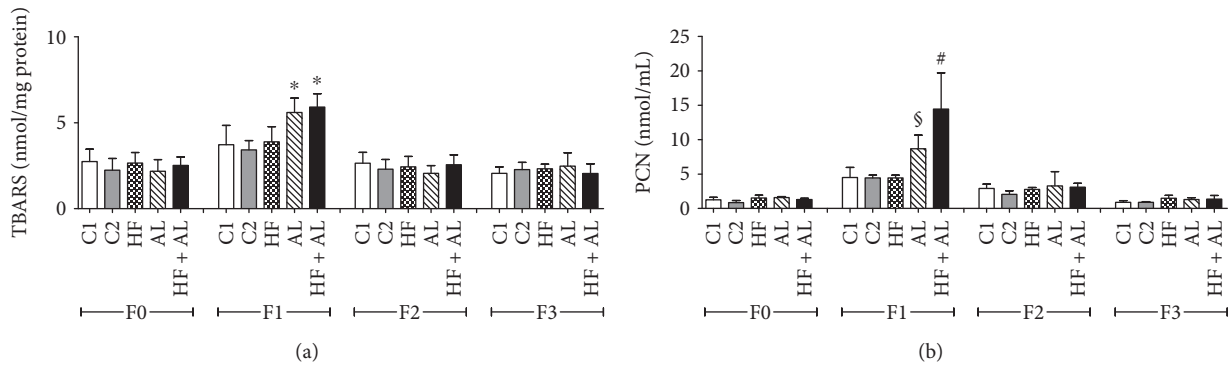 TBARS (nmol/mg protein)
10
5
0
* *
C1 C2 HF AL HF + AL C1 C2 HF AL HF + AL C1 C2 HF AL HF + AL C1 C2 HF AL HF + AL
F0 F1 F2 F3
(a)
PCN (nmol/mL)
25
20
15
10
5
0
#
§
C1 C2 HF AL HF + AL C1 C2 HF AL HF + AL C1 C2 HF AL HF + AL C1 C2 HF AL HF + AL
F0 F1 F2 F3
(b)